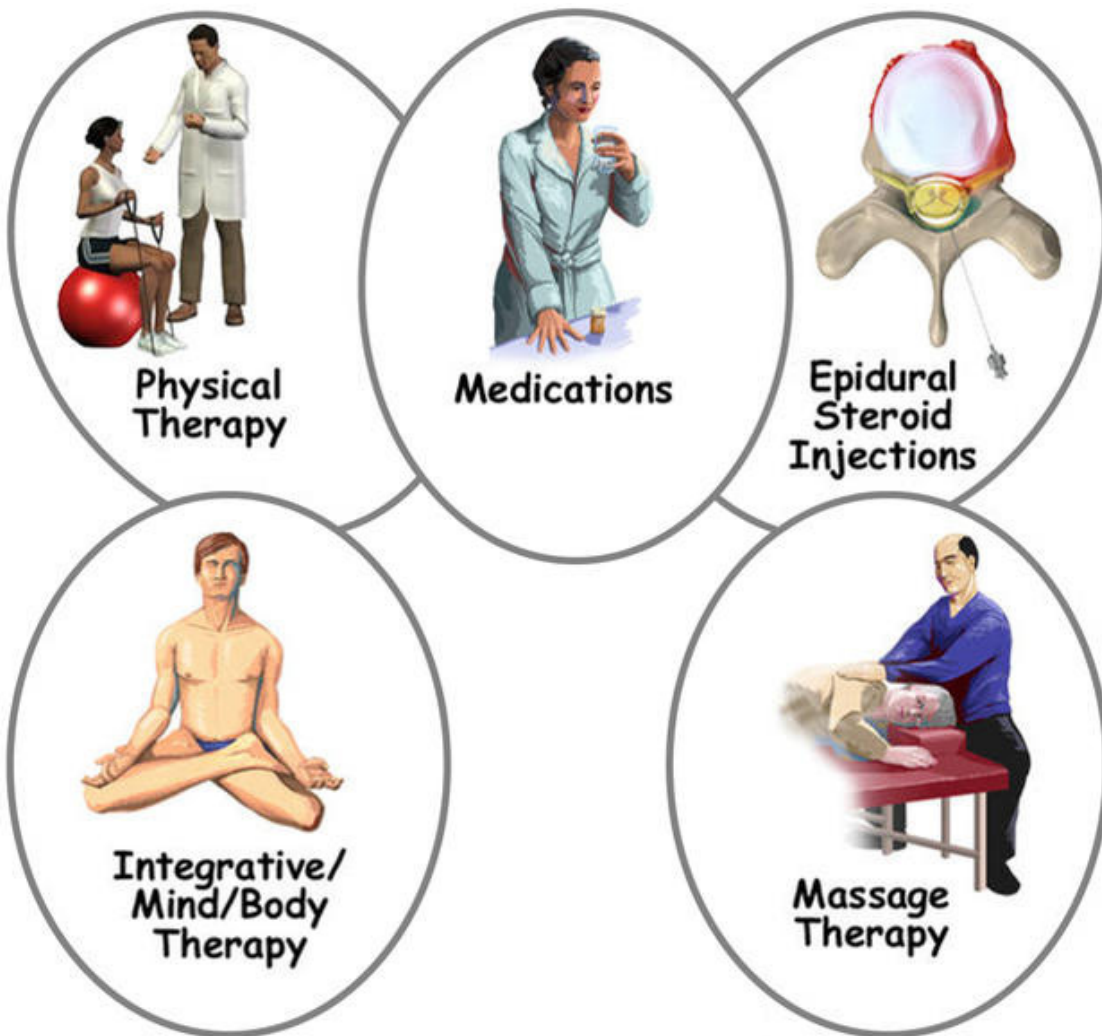 Physical
Therapy
Medications
Epidural
Steroid
Injections
Integrative/
Mind/Body
Therapy
Massage
Therapy